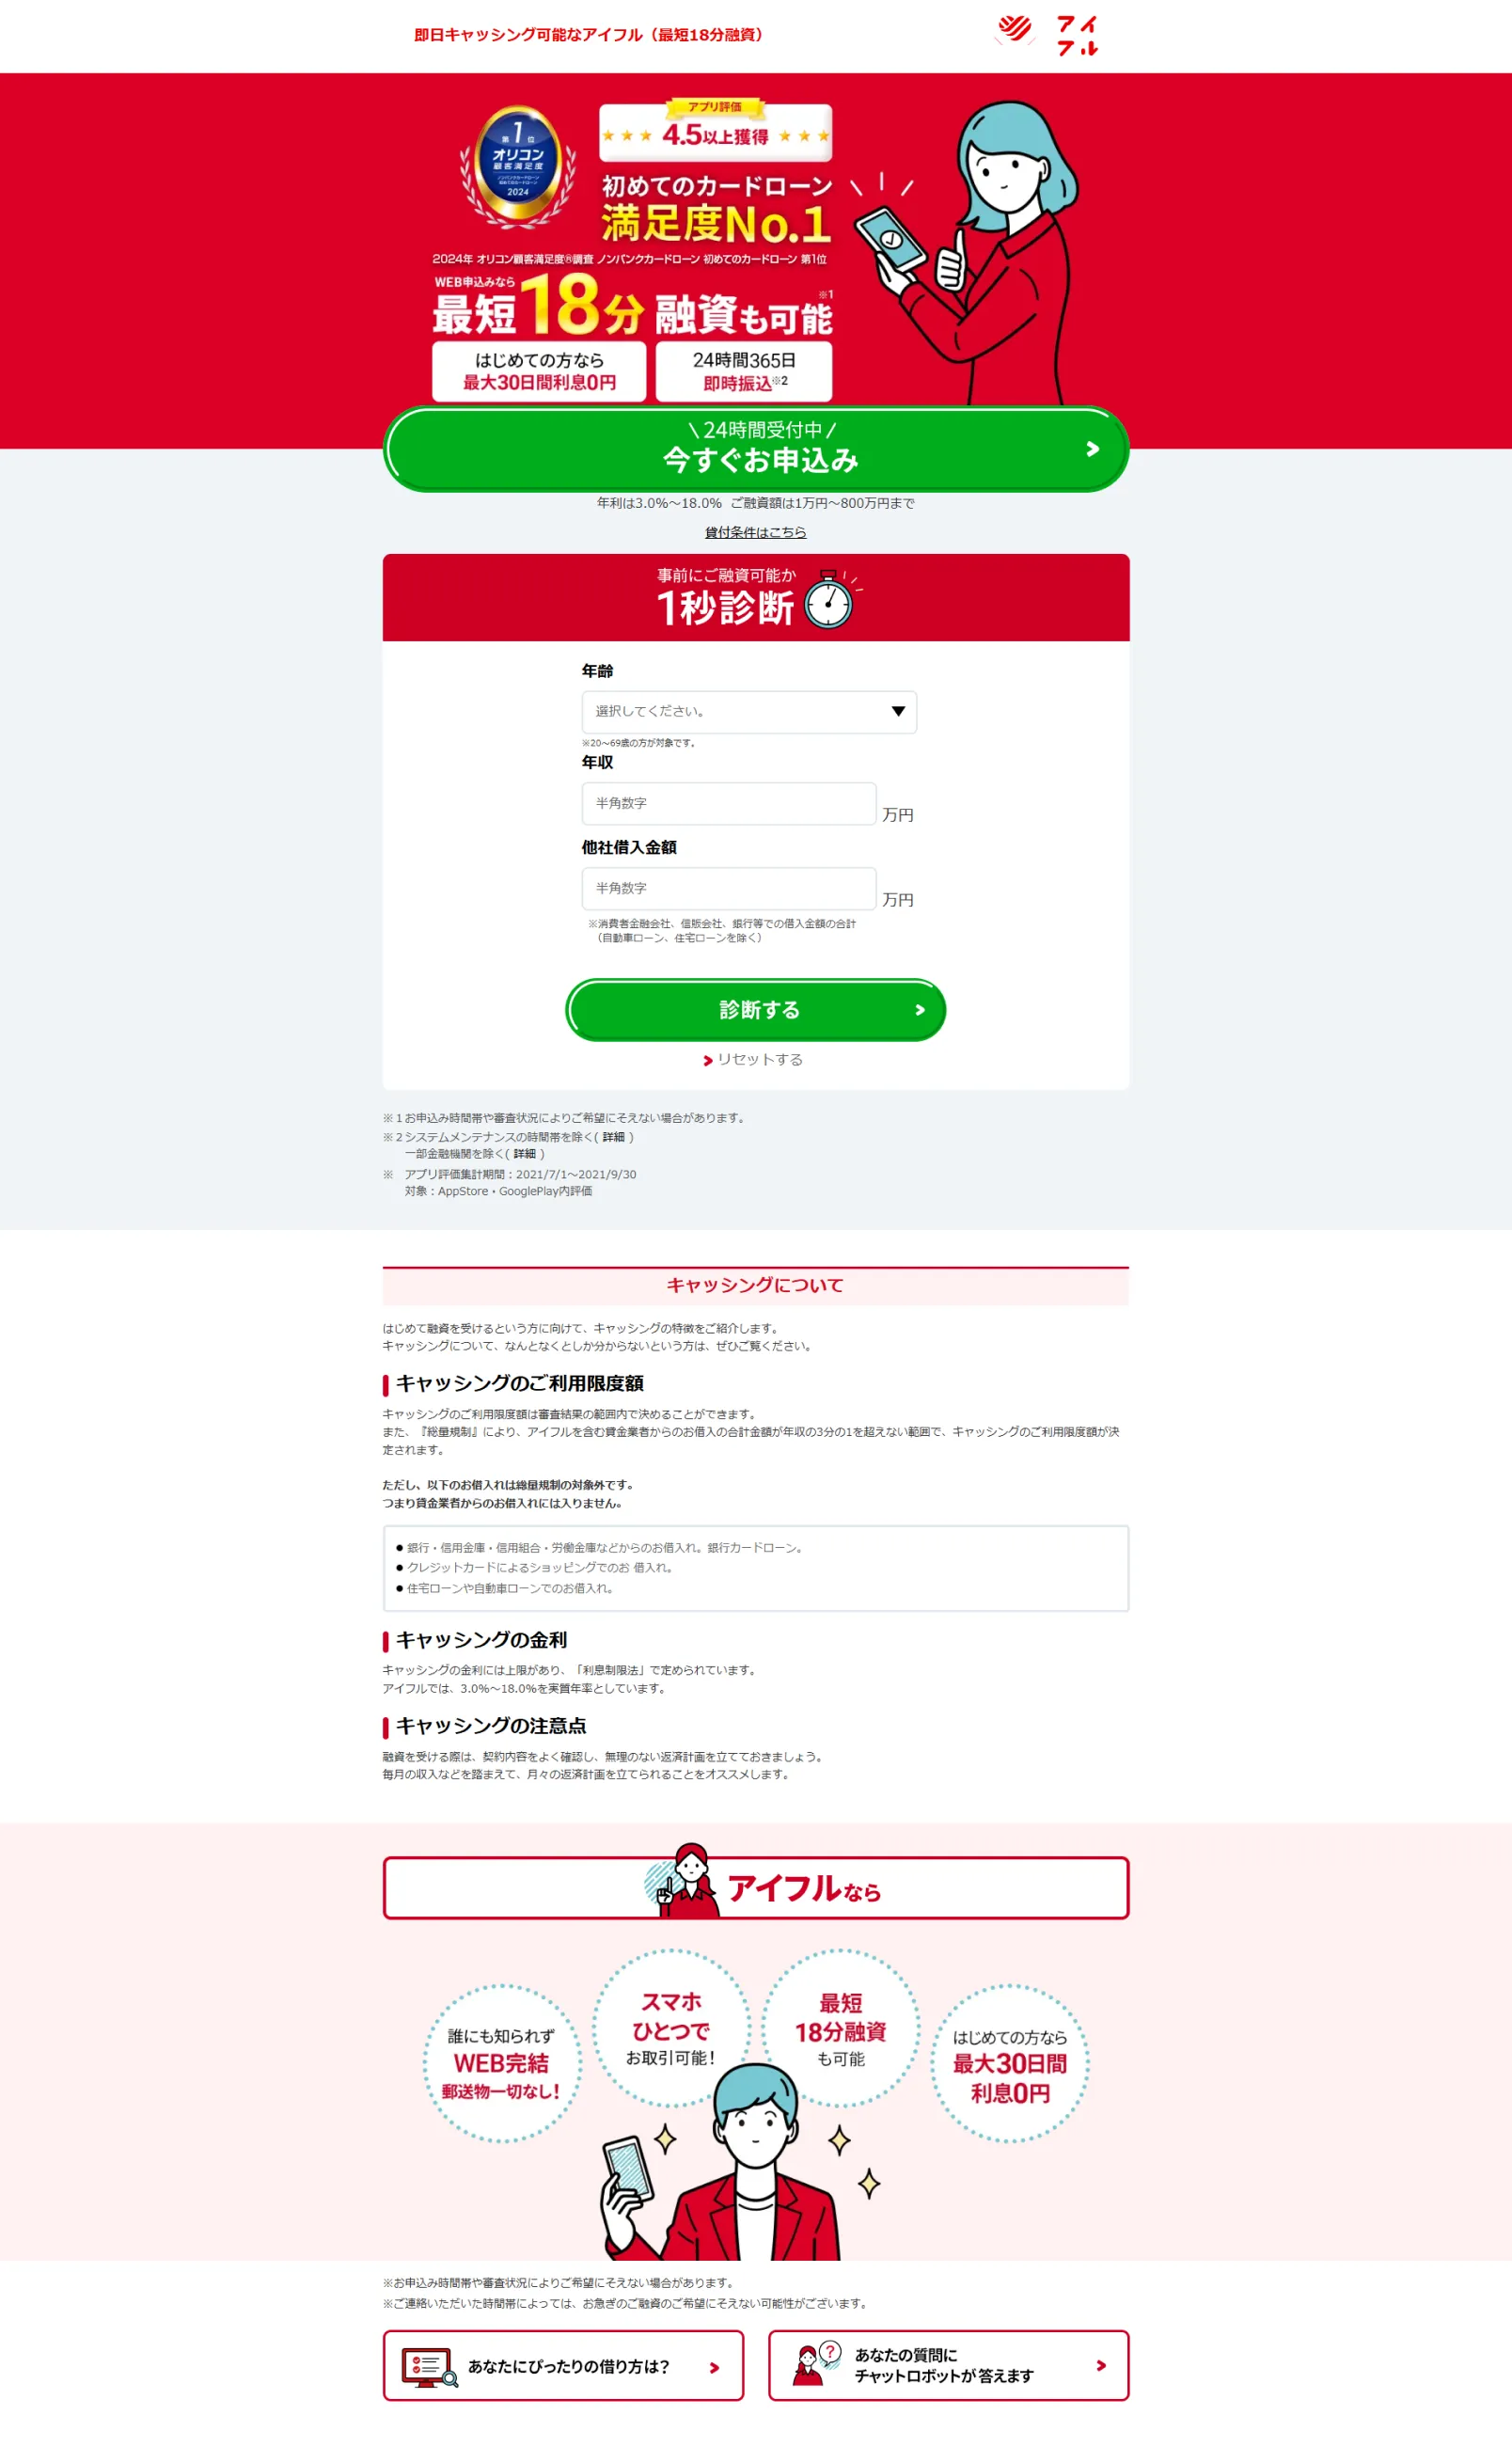 即日キャッシング可能なアイフル（最短18分融資）
アイ
フル
アプリ評価
4.5以上獲得
第1位
オリコン
顧客満足度
ノンバンクカードローン
初めてのカードローン
2024
初めてのカードローン
満足度No.1
2024年 オリコン顧客満足度®調査 ノンバンクカードローン 初めてのカードローン 第1位
WEB申込みなら
最短18分 融資も可能※1
はじめての方なら
最大30日間利息0円
24時間365日
即時振込※2
\24時間受付中/
今すぐお申込み
年利は3.0%～18.0%  ご融資額は1万円～800万円まで
貸付条件はこちら
事前にご融資可能か
1秒診断
年齢
選択してください。
※20～69歳の方が対象です。
年収
半角数字
万円
他社借入金額
半角数字
万円
※消費者金融会社、信販会社、銀行等での借入金額の合計
（自動車ローン、住宅ローンを除く）
診断する
リセットする
※１お申込み時間帯や審査状況によりご希望にそえない場合があります。
※２システムメンテナンスの時間帯を除く( 詳細 )
一部金融機関を除く( 詳細 )
※　アプリ評価集計期間：2021/7/1～2021/9/30
対象：AppStore・GooglePlay内評価
キャッシングについて
はじめて融資を受けるという方に向けて、キャッシングの特徴をご紹介します。
キャッシングについて、なんとなくとしか分からないという方は、ぜひご覧ください。
キャッシングのご利用限度額
キャッシングのご利用限度額は審査結果の範囲内で決めることができます。
また、『総量規制』により、アイフルを含む貸金業者からのお借入の合計金額が年収の3分の1を超えない範囲で、キャッシングのご利用限度額が決
定されます。
ただし、以下のお借入れは総量規制の対象外です。
つまり貸金業者からのお借入れには入りません。
● 銀行・信用金庫・信用組合・労働金庫などからのお借入れ。銀行カードローン。
● クレジットカードによるショッピングでのお 借入れ。
● 住宅ローンや自動車ローンでのお借入れ。
キャッシングの金利
キャッシングの金利には上限があり、「利息制限法」で定められています。
アイフルでは、3.0%～18.0%を実質年率としています。
キャッシングの注意点
融資を受ける際は、契約内容をよく確認し、無理のない返済計画を立てておきましょう。
毎月の収入などを踏まえて、月々の返済計画を立てられることをオススメします。
アイフルなら
誰にも知られず
WEB完結
郵送物一切なし!
スマホ
ひとつで
お取引可能!
最短
18分融資
も可能
はじめての方なら
最大30日間
利息0円
※お申込み時間帯や審査状況によりご希望にそえない場合があります。
※ご連絡いただいた時間帯によっては、お急ぎのご融資のご希望にそえない可能性がございます。
あなたにぴったりの借り方は?
あなたの質問に
チャットロボットが答えます